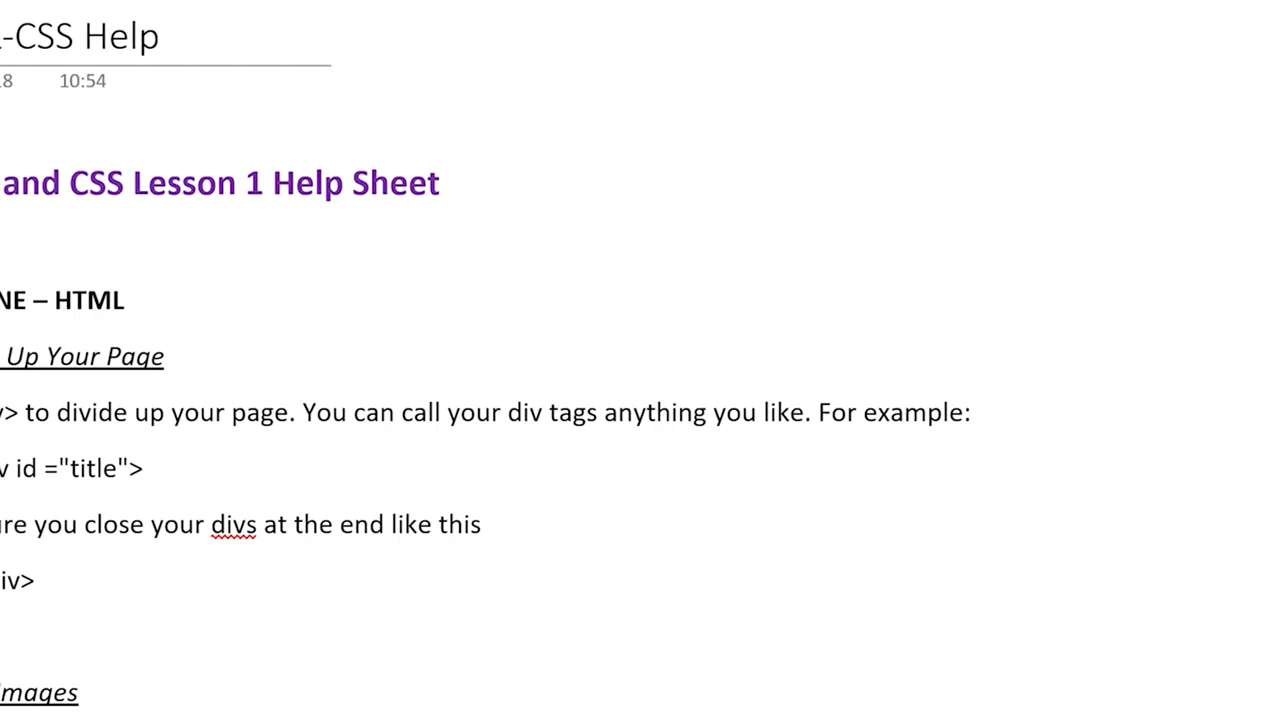 -CSS Help
18 10:54
and CSS Lesson 1 Help Sheet
NE – HTML
Up Your Page
> to divide up your page. You can call your div tags anything you like. For example:
v id ="title">
ure you close your divs at the end like this
iv>
Images